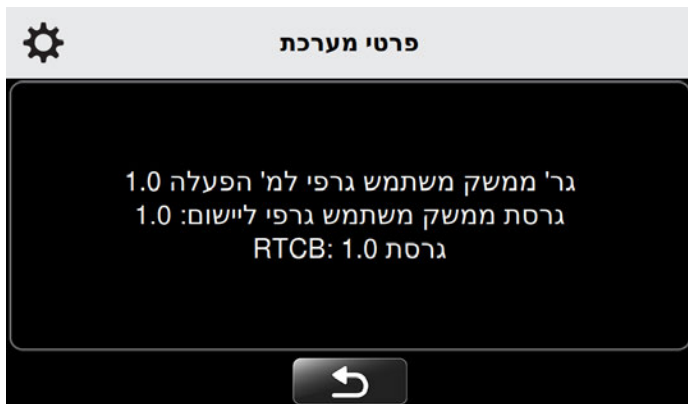 פרטי מערכת
גר' ממשק משתמש גרפי למ' הפעלה 1.0
גרסת ממשק משתמש גרפי ליישום: 1.0
גרסת RTCB: 1.0